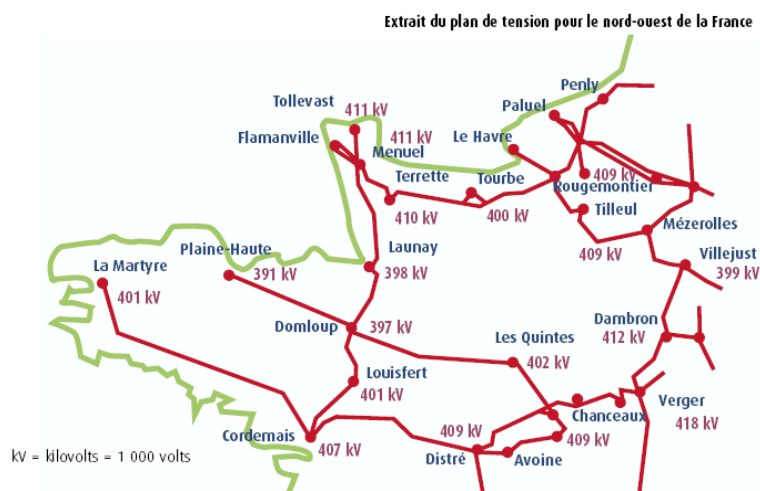 Extrait du plan de tension pour le nord-ouest de la France
Penly
Tollevast
Paluel
411 kV
Flamanville
411 kV
Le Havre
Menuel
Terrette
Tourbe
409 kV
Rougemontier
410 kV
400 kV
Tilleul
Mézerolles
Plaine-Haute
Launay
409 kV
Villejust
La Martyre
391 kV
398 kV
399 kV
401 kV
Domloup
397 kV
Les Quintes
Dambron
412 kV
402 kV
Louisfert
401 kV
Verger
Chanceaux
418 kV
Cordemais
409 kV
409 kV
407 kV
Distré
Avoine
kV = kilovolts = 1 000 volts